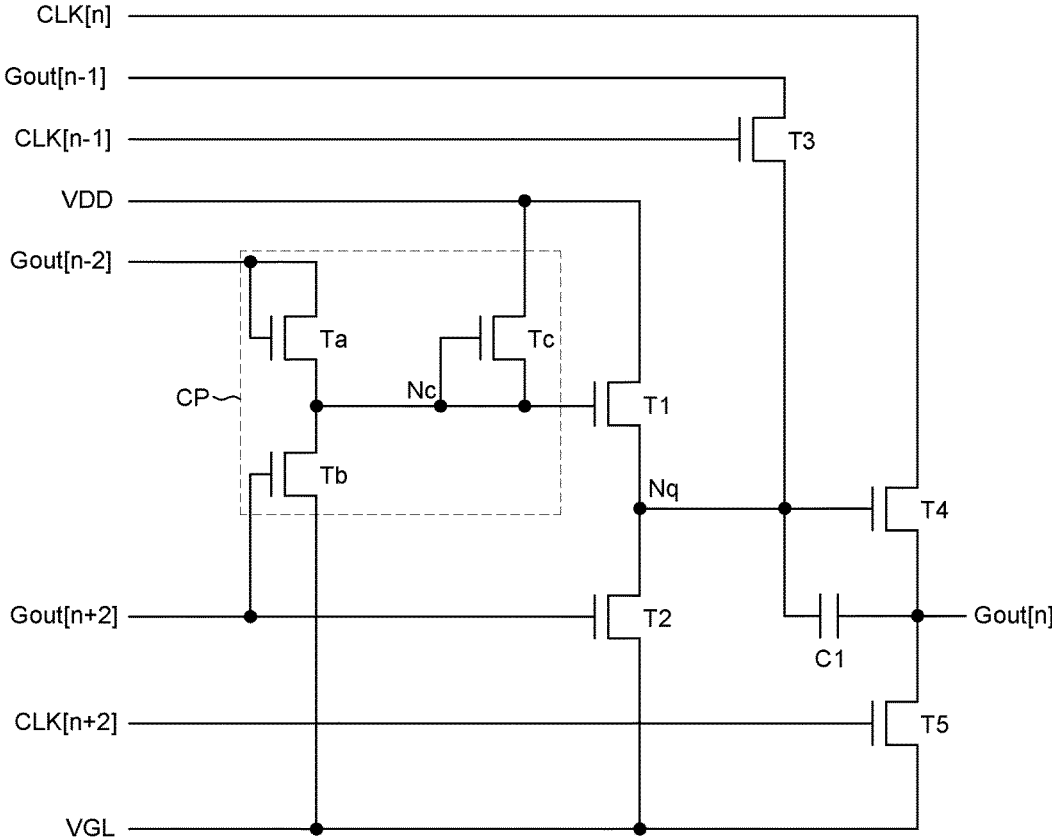 CLK[n]
Gout[n-1]
CLK[n-1]
T3
VDD
Gout[n-2]
Ta
Tc
CP
Nc
T1
Tb
Nq
T4
Gout[n+2]
T2
Gout[n]
C1
CLK[n+2]
T5
VGL